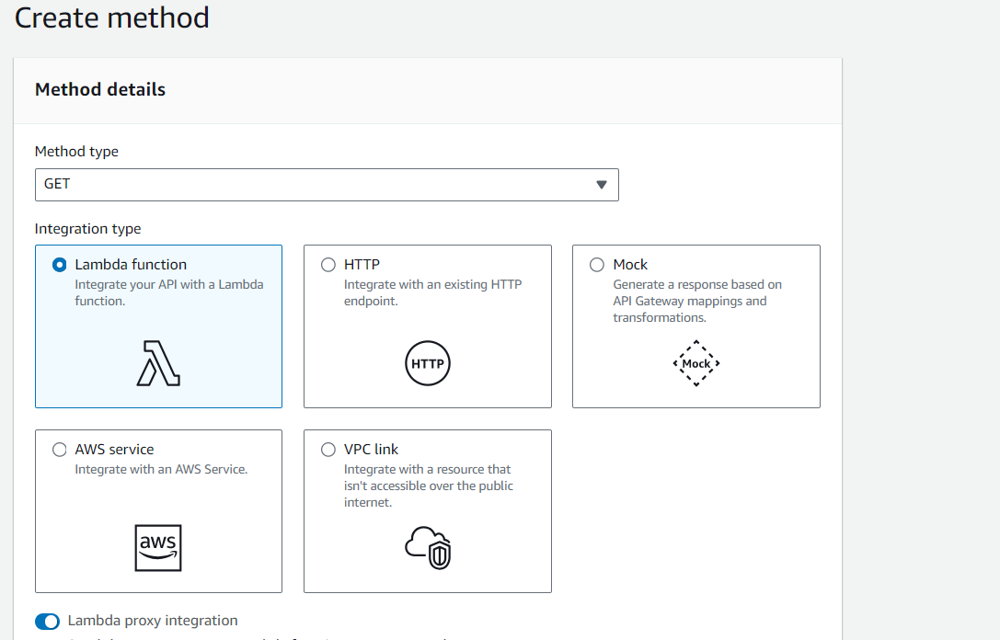 Create method
Method details
Method type
GET
Integration type
Lambda function
Integrate your API with a Lambda
function.
HTTP
Integrate with an existing HTTP
endpoint.
HTTP
Mock
Generate a response based on
API Gateway mappings and
transformations.
Mock
AWS service
Integrate with an AWS Service.
aws
VPC link
Integrate with a resource that
isn't accessible over the public
internet.
Lambda proxy integration